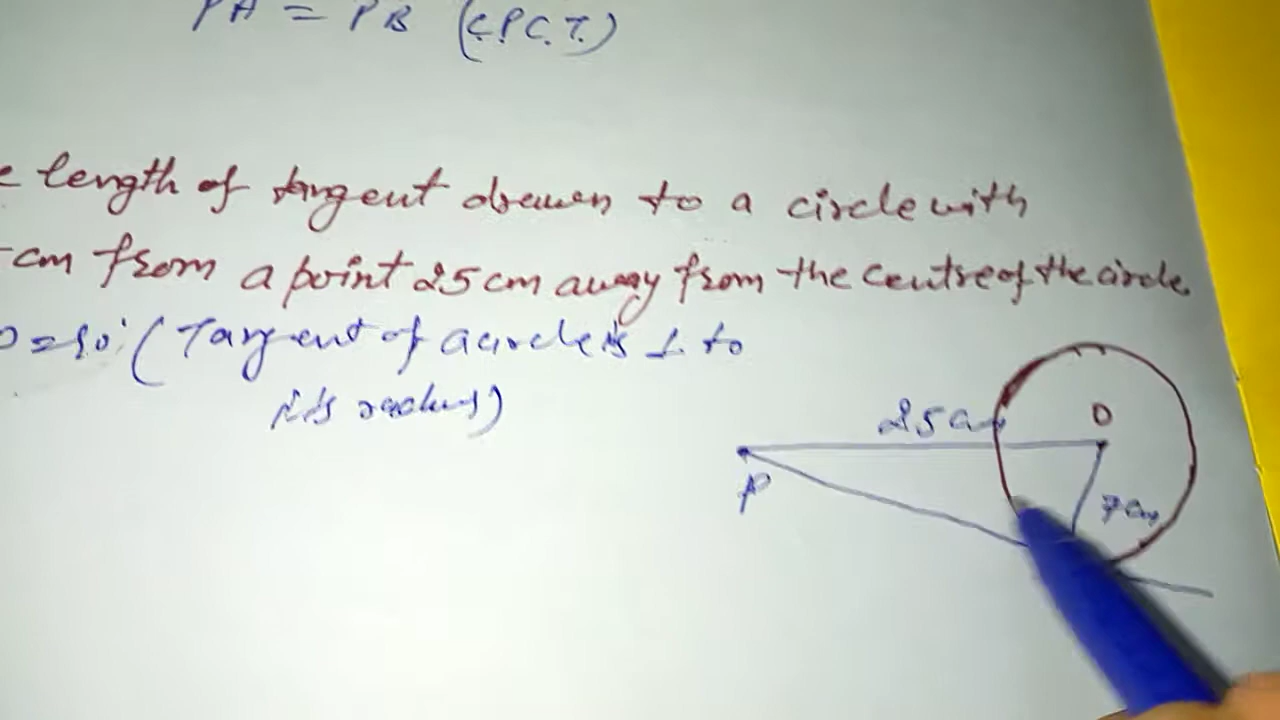 PA = PB (C.P.C.T.)
length of tangent drawn to a circle with
cm from a point 25 cm away from the centre of the circle.
= 90° (Tangent of a circle is ⊥ to
its radius)
25 cm
O
P
7 cm